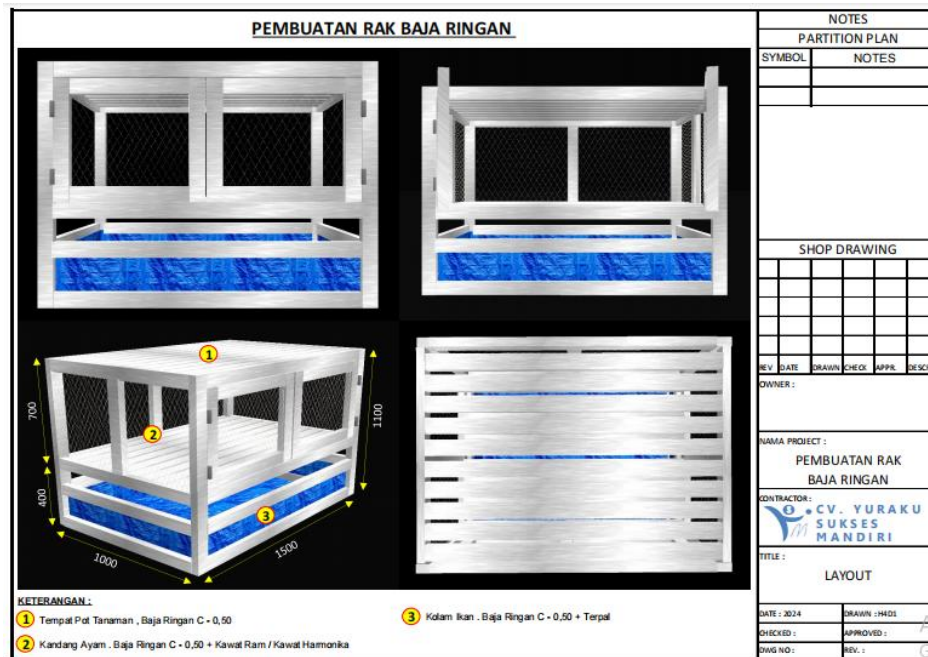 PEMBUATAN RAK BAJA RINGAN
1
2
3
700
400
1000
1500
1100
KETERANGAN :
1 Tempat Pot Tanaman , Baja Ringan C - 0,50
2 Kandang Ayam . Baja Ringan C - 0,50 + Kawat Ram / Kawat Harmonika
3 Kolam Ikan . Baja Ringan C - 0,50 + Terpal
NOTES
PARTITION PLAN
SYMBOL NOTES
SHOP DRAWING
REV DATE DRAWN CHECK APPR. DESCR
OWNER :
NAMA PROJECT :
PEMBUATAN RAK
BAJA RINGAN
CONTRACTOR :
CV. YURAKU
SUKSES
MANDIRI
TITLE :
LAYOUT
DATE : 2024 DRAWN : H4D1
CHECKED : APPROVED :
DWG NO : REV. :